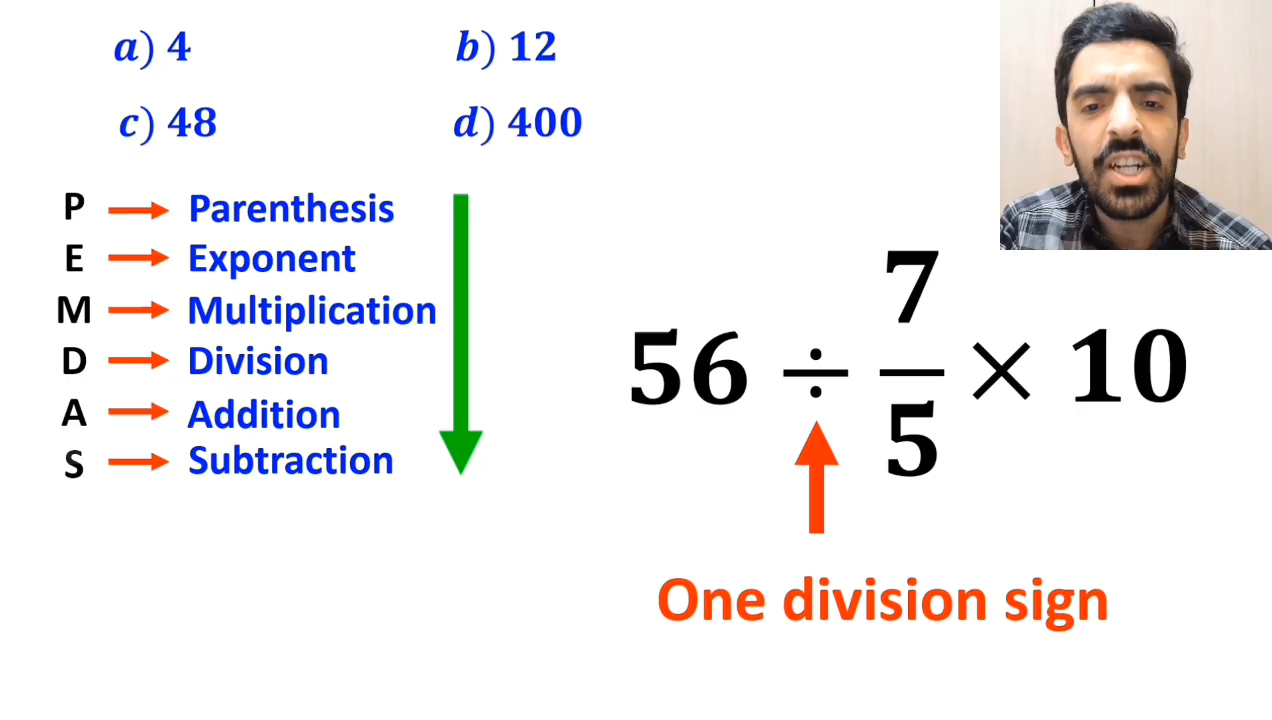 a) 4 b) 12
c) 48 d) 400
P → Parenthesis
E → Exponent
M → Multiplication
D → Division
A → Addition
S → Subtraction
56 ÷ 7/5 × 10
One division sign